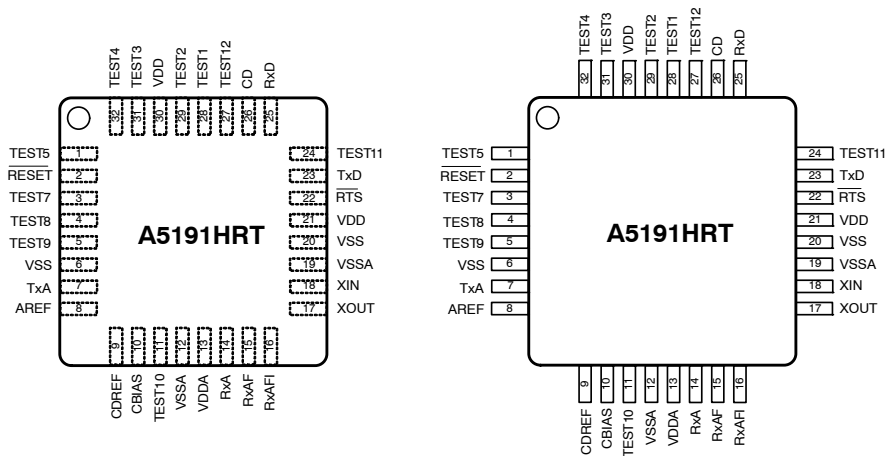 TEST4
TEST3
VDD
TEST2
TEST1
TEST12
CD
RxD
32
31
30
29
28
27
26
25
TEST5 1
RESET 2
TEST7 3
TEST8 4
TEST9 5
VSS 6
TxA 7
AREF 8
A5191HRT
24 TEST11
23 TxD
22 RTS
21 VDD
20 VSS
19 VSSA
18 XIN
17 XOUT
9
10
11
12
13
14
15
16
CDREF
CBIAS
TEST10
VSSA
VDDA
RxA
RxAF
RxAFI
TEST4
TEST3
VDD
TEST2
TEST1
TEST12
CD
RxD
32
31
30
29
28
27
26
25
TEST5 1
RESET 2
TEST7 3
TEST8 4
TEST9 5
VSS 6
TxA 7
AREF 8
A5191HRT
24 TEST11
23 TxD
22 RTS
21 VDD
20 VSS
19 VSSA
18 XIN
17 XOUT
9
10
11
12
13
14
15
16
CDREF
CBIAS
TEST10
VSSA
VDDA
RxA
RxAF
RxAFI